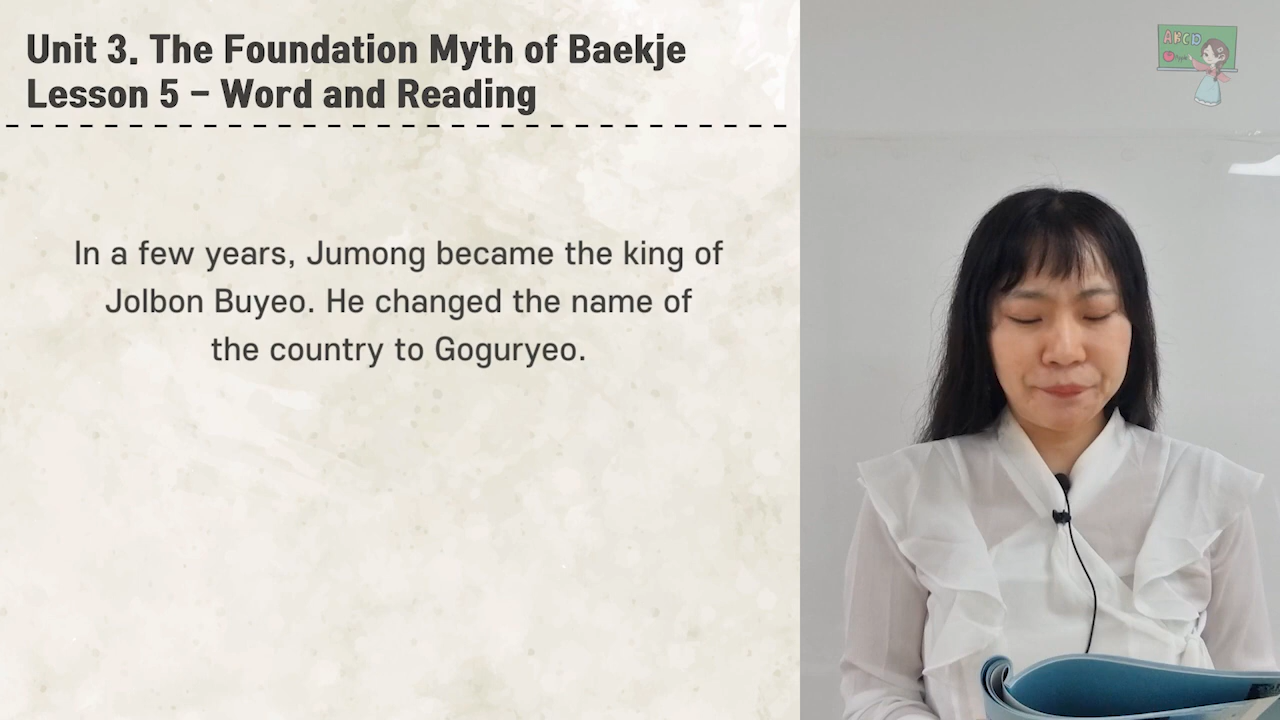 Unit 3. The Foundation Myth of Baekje
Lesson 5 – Word and Reading
In a few years, Jumong became the king of
Jolbon Buyeo. He changed the name of
the country to Goguryeo.
ABCD